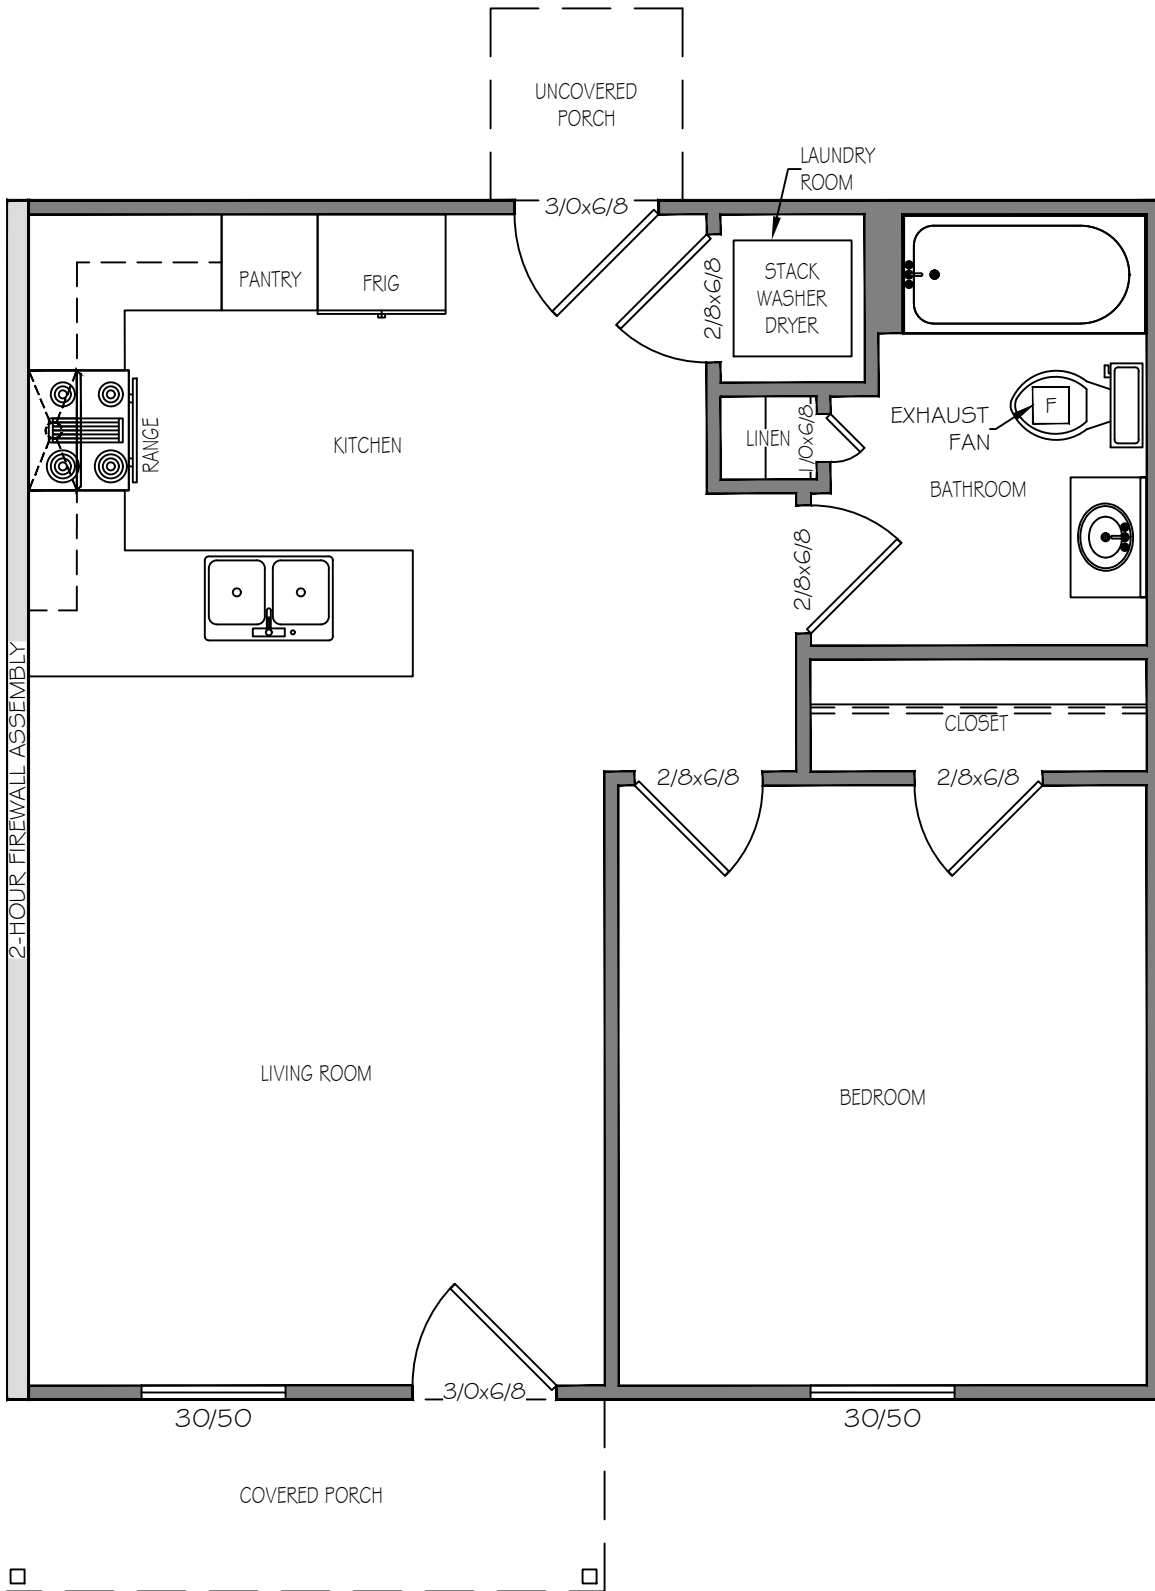 UNCOVERED
PORCH
LAUNDRY
ROOM
3/0x6/8
PANTRY
FRIG
2/8x6/8
STACK
WASHER
DRYER
RANGE
KITCHEN
LINEN
1/0x6/8
EXHAUST
FAN
F
BATHROOM
2/8x6/8
2-HOUR FIREWALL ASSEMBLY
CLOSET
2/8x6/8
2/8x6/8
LIVING ROOM
BEDROOM
3/0x6/8
30/50
30/50
COVERED PORCH